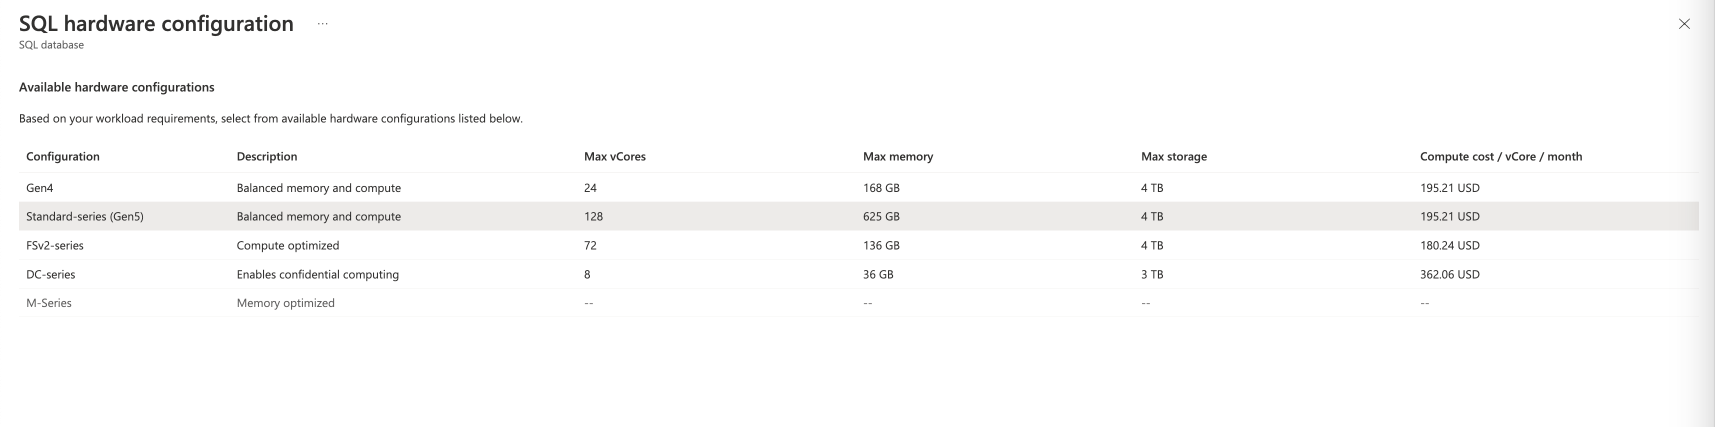 SQL hardware configuration ...
SQL database
Available hardware configurations
Based on your workload requirements, select from available hardware configurations listed below.
Configuration Description Max vCores Max memory Max storage Compute cost / vCore / month
Gen4 Balanced memory and compute 24 168 GB 4 TB 195.21 USD
Standard-series (Gen5) Balanced memory and compute 128 625 GB 4 TB 195.21 USD
FSv2-series Compute optimized 72 136 GB 4 TB 180.24 USD
DC-series Enables confidential computing 8 36 GB 3 TB 362.06 USD
M-Series Memory optimized -- -- -- --